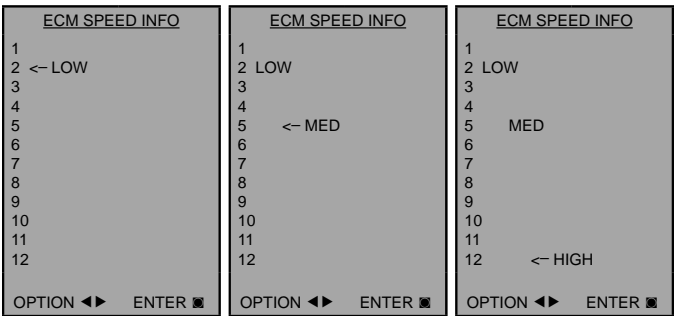 ECM SPEED INFO
1
2 <– LOW
3
4
5
6
7
8
9
10
11
12
OPTION ◀▶ ENTER ◙
ECM SPEED INFO
1
2 LOW
3
4
5 <– MED
6
7
8
9
10
11
12
OPTION ◀▶ ENTER ◙
ECM SPEED INFO
1
2 LOW
3
4
5 MED
6
7
8
9
10
11
12 <– HIGH
OPTION ◀▶ ENTER ◙